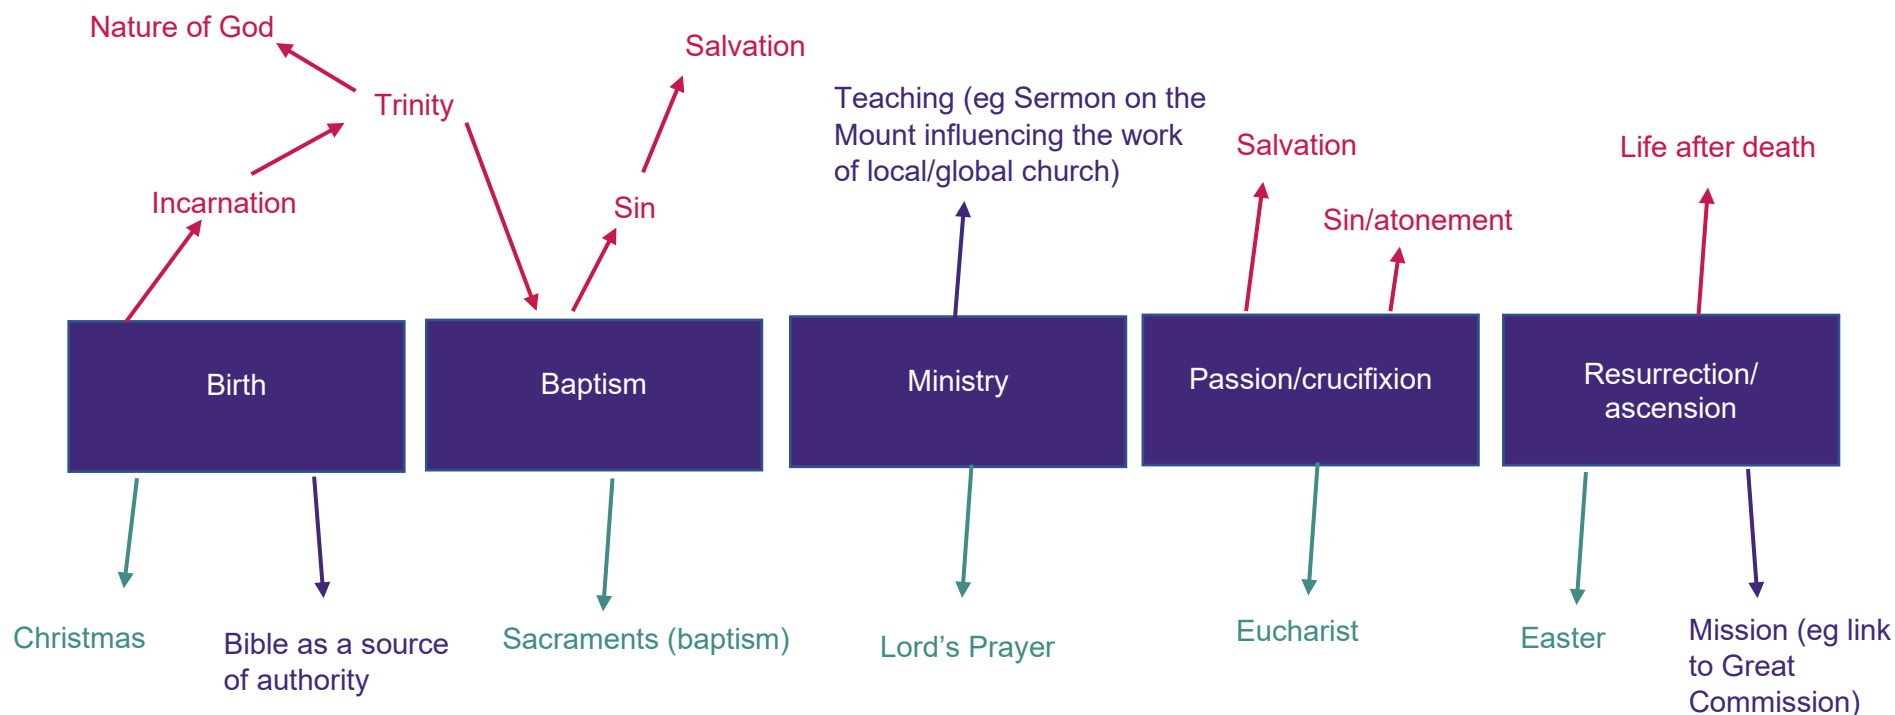 Nature of God
Salvation
Trinity
Teaching (eg Sermon on the
Mount influencing the work
of local/global church)
Salvation
Life after death
Incarnation
Sin
Sin/atonement
Birth
Baptism
Ministry
Passion/crucifixion
Resurrection/
ascension
Christmas
Bible as a source
of authority
Sacraments (baptism)
Lord’s Prayer
Eucharist
Easter
Mission (eg link
to Great
Commission)